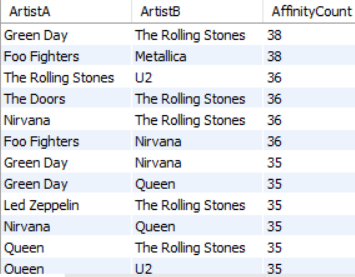 ArtistA ArtistB AffinityCount
Green Day The Rolling Stones 38
Foo Fighters Metallica 38
The Rolling Stones U2 36
The Doors The Rolling Stones 36
Nirvana The Rolling Stones 36
Foo Fighters Nirvana 36
Green Day Nirvana 35
Green Day Queen 35
Led Zeppelin The Rolling Stones 35
Nirvana Queen 35
Queen The Rolling Stones 35
Queen U2 35